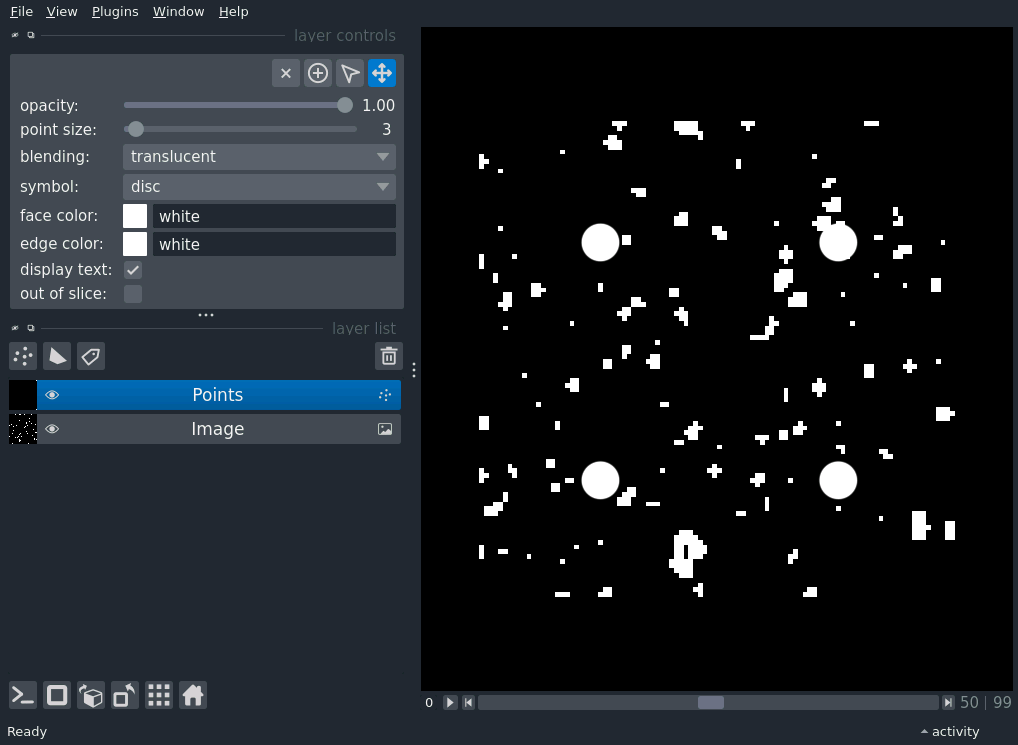 File View Plugins Window Help
layer controls
opacity: 1.00
point size: 3
blending: translucent
symbol: disc
face color: white
edge color: white
display text:
out of slice:
layer list
Points
Image
0 50 | 99
Ready activity